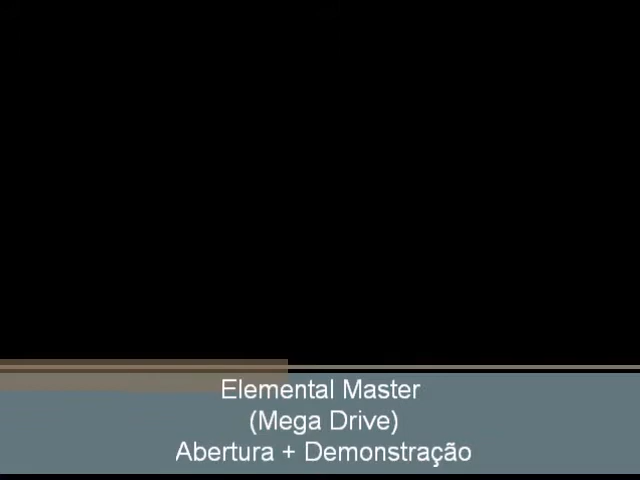 Elemental Master
(Mega Drive)
Abertura + Demonstração